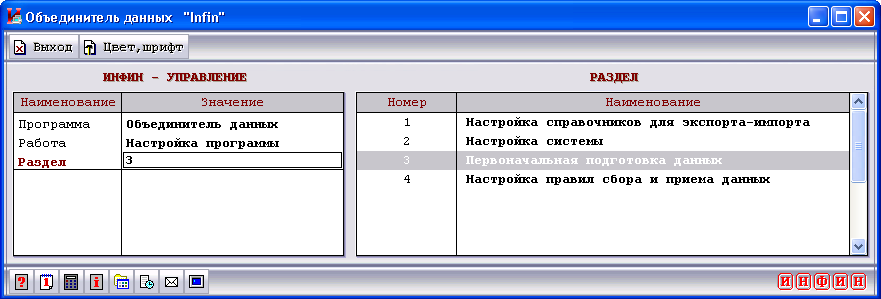 Объединитель данных "Infin"
Выход Цвет,шрифт
ИНФИН - УПРАВЛЕНИЕ
Наименование Значение
Программа Объединитель данных
Работа Настройка программы
Раздел 3
РАЗДЕЛ
Номер Наименование
1 Настройка справочников для экспорта-импорта
2 Настройка системы
3 Первоначальная подготовка данных
4 Настройка правил сбора и приема данных
ИНФИН